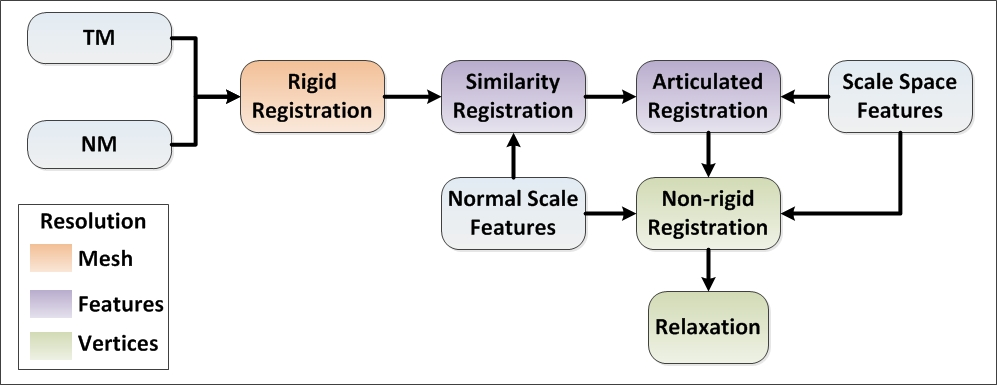 TM
NM
Rigid
Registration
Similarity
Registration
Articulated
Registration
Scale Space
Features
Normal Scale
Features
Non-rigid
Registration
Relaxation
Resolution
Mesh
Features
Vertices